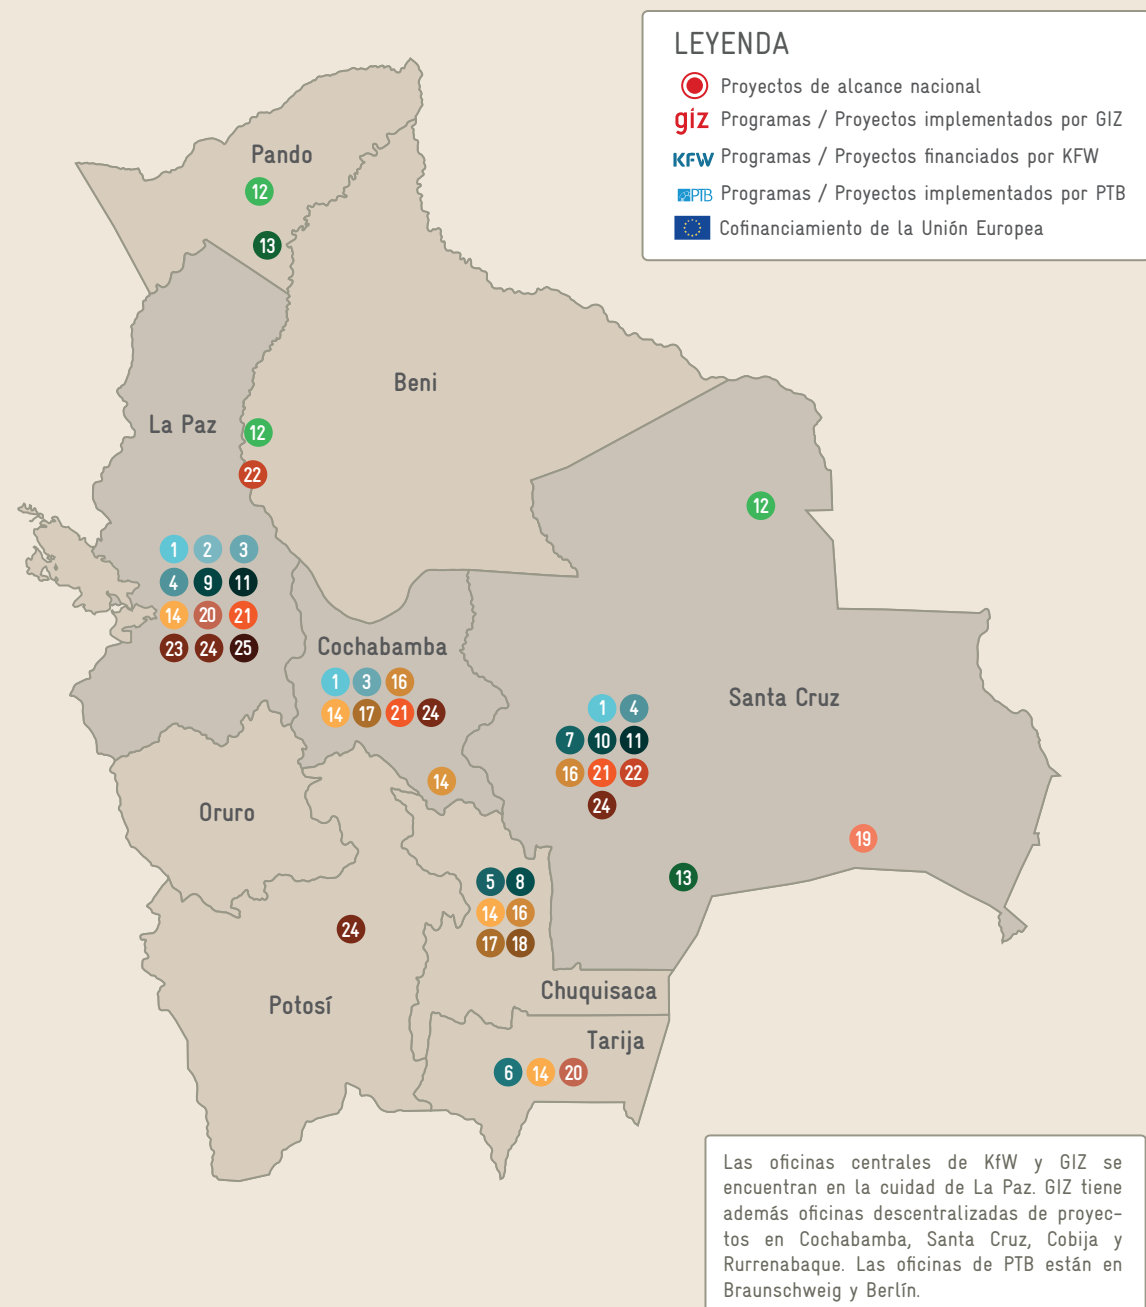 LEYENDA
Proyectos de alcance nacional
giz Programas / Proyectos implementados por GIZ
KFW Programas / Proyectos financiados por KFW
PTB Programas / Proyectos implementados por PTB
Cofinanciamiento de la Unión Europea
Pando
12
13
Beni
La Paz
12
22
12
1 2 3
4 9 11
14 20 21
23 24 25
Cochabamba
1 3 16
14 17 21 24
14
Santa Cruz
1 4
7 10 11
16 21 22
24
19
13
Oruro
5 8
14 16
17 18
24
Chuquisaca
Potosí
Tarija
6 14 20
Las oficinas centrales de KfW y GIZ se
encuentran en la cuidad de La Paz. GIZ tiene
además oficinas descentralizadas de proyec-
tos en Cochabamba, Santa Cruz, Cobija y
Rurrenabaque. Las oficinas de PTB están en
Braunschweig y Berlín.